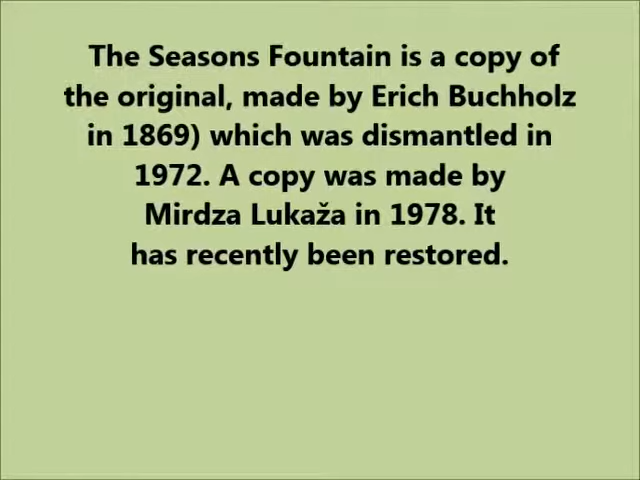 The Seasons Fountain is a copy of
the original, made by Erich Buchholz
in 1869) which was dismantled in
1972. A copy was made by
Mirdza Lukaža in 1978. It
has recently been restored.